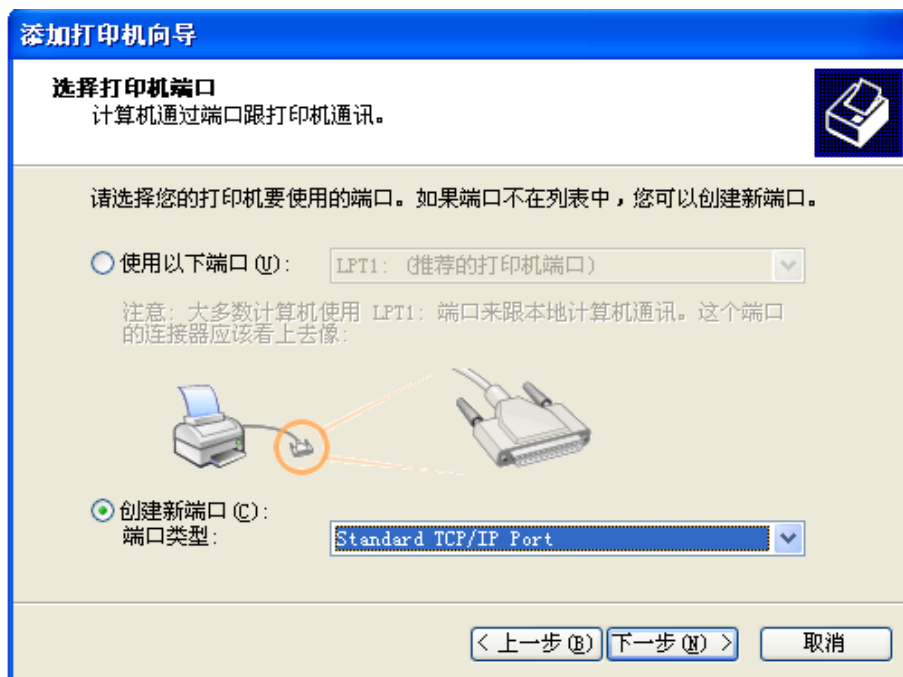 添加打印机向导
选择打印机端口
计算机通过端口跟打印机通讯。
请选择您的打印机要使用的端口。如果端口不在列表中，您可以创建新端口。
使用以下端口(U): LPT1: (推荐的打印机端口)
注意: 大多数计算机使用 LPT1: 端口来跟本地计算机通讯。这个端口
的连接器应该看上去像:
创建新端口(C):
端口类型: Standard TCP/IP Port
< 上一步(B) 下一步(N) > 取消